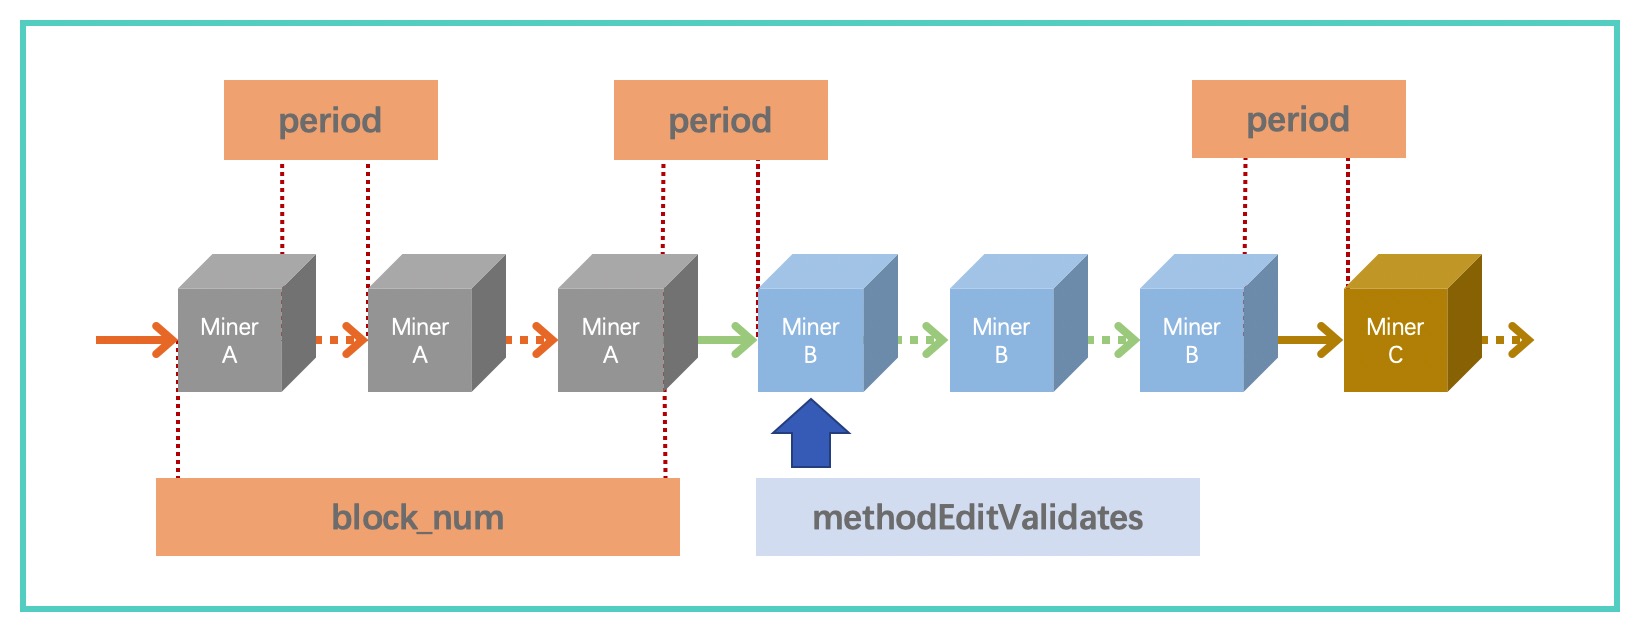 period
period
period
Miner
A
Miner
A
Miner
A
Miner
B
Miner
B
Miner
B
Miner
C
block_num
methodEditValidates